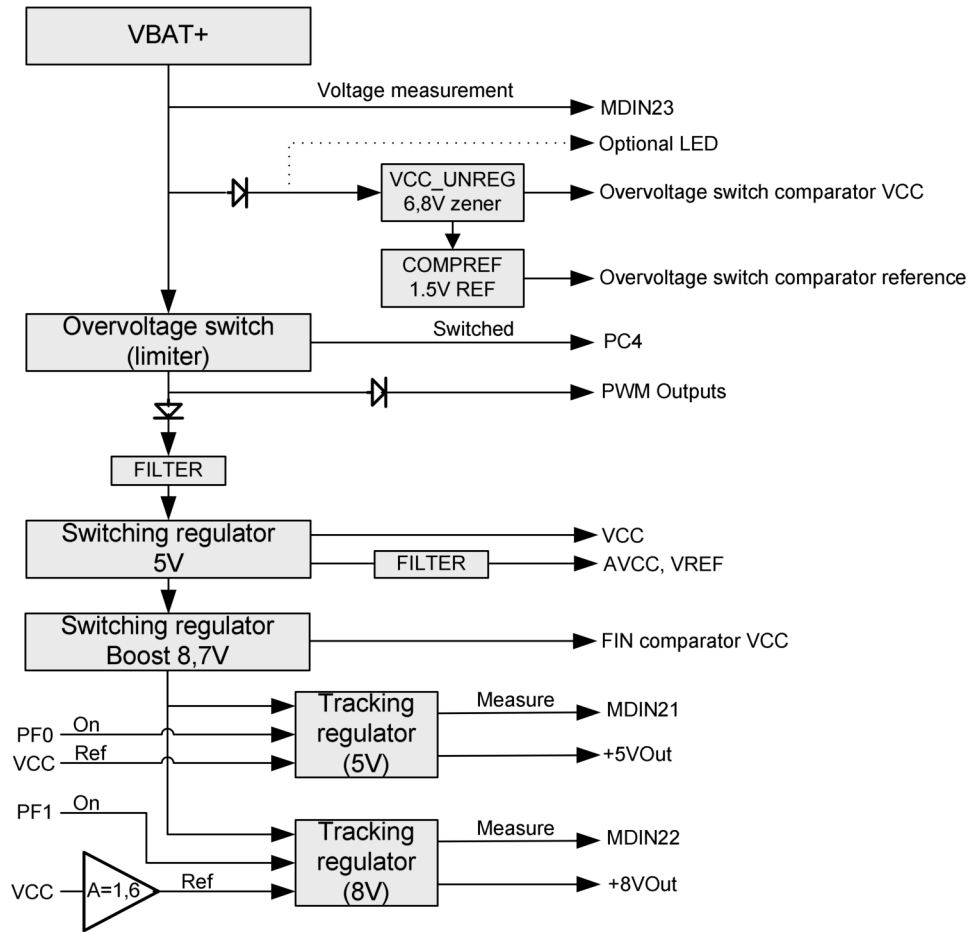 VBAT+
Voltage measurement
MDIN23
Optional LED
VCC_UNREG
6,8V zener
Overvoltage switch comparator VCC
COMPREF
1.5V REF
Overvoltage switch comparator reference
Overvoltage switch
(limiter)
Switched
PC4
PWM Outputs
FILTER
Switching regulator
5V
VCC
FILTER
AVCC, VREF
Switching regulator
Boost 8,7V
FIN comparator VCC
Tracking
regulator
(5V)
Measure
MDIN21
PF0
On
VCC
Ref
+5VOut
PF1
On
Tracking
regulator
(8V)
Measure
MDIN22
VCC
A=1,6
Ref
+8VOut